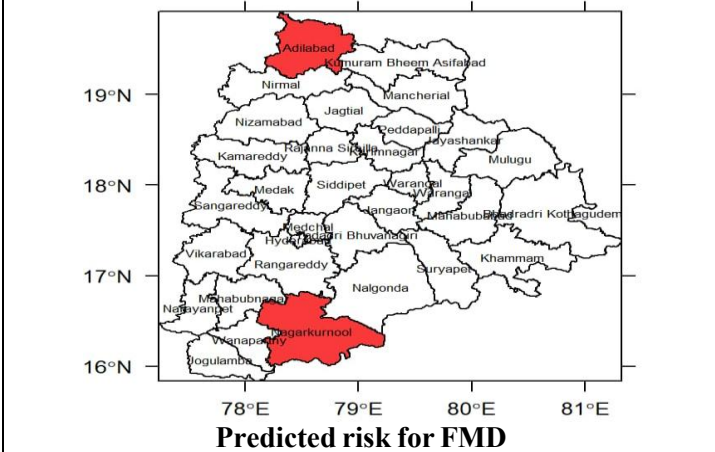 Adilabad
Kumuram Bheem Asifabad
19°N
Nirmal
Mancherial
Jagtial
Nizamabad
Peddapalli
Jayashankar
Rajanna Sircilla
Karimnagar
Kamareddy
Mulugu
18°N
Medak
Siddipet
Warangal
Warangal
Sangareddy
Jangaon
Mahabubabad
Bhadradri Kothagudem
Medchal
Yadadri Bhuvanagiri
Hyderabad
Vikarabad
Rangareddy
Khammam
17°N
Suryapet
Nalgonda
Mahabubnagar
Narayanpet
Nagarkurnool
Wanaparthy
16°N
Jogulamba
78°E 79°E 80°E 81°E
Predicted risk for FMD